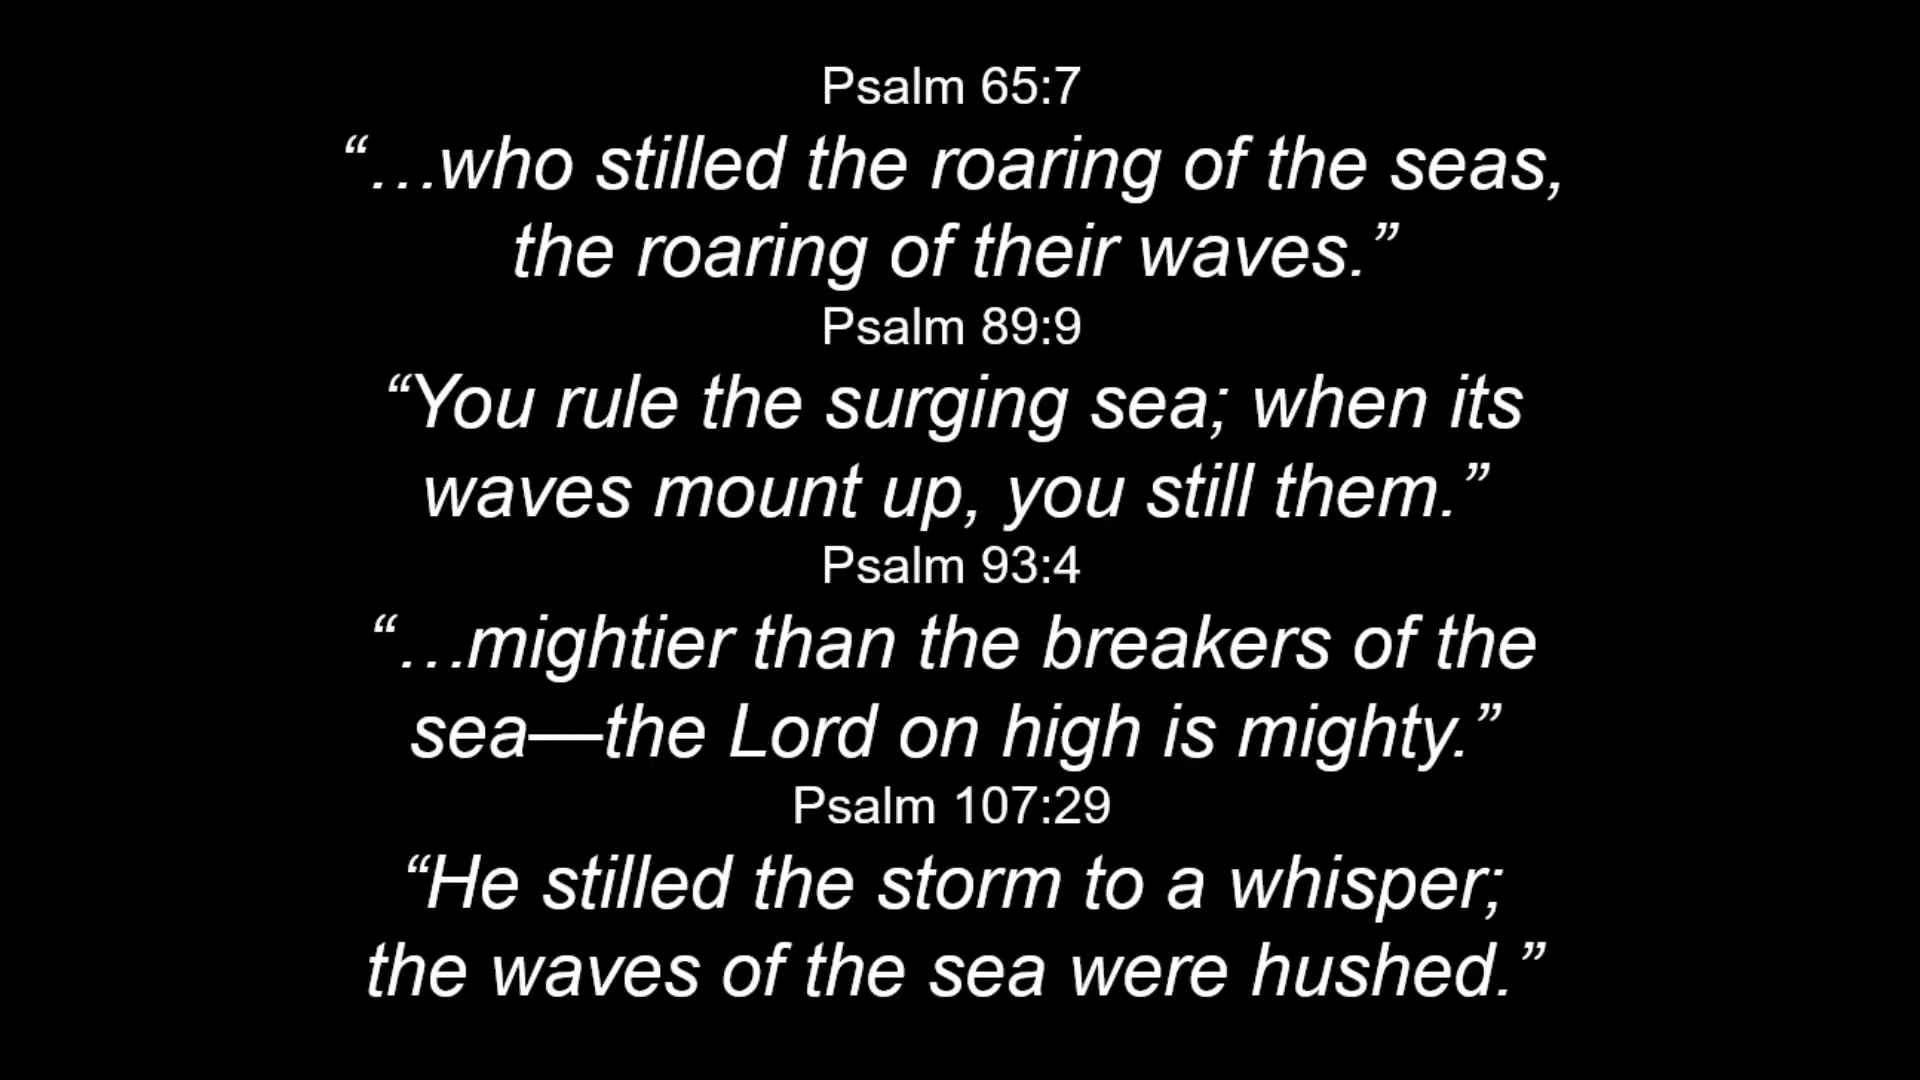 Psalm 65:7
“…who stilled the roaring of the seas,
the roaring of their waves.”
Psalm 89:9
“You rule the surging sea; when its
waves mount up, you still them.”
Psalm 93:4
“…mightier than the breakers of the
sea—the Lord on high is mighty.”
Psalm 107:29
“He stilled the storm to a whisper;
the waves of the sea were hushed.”